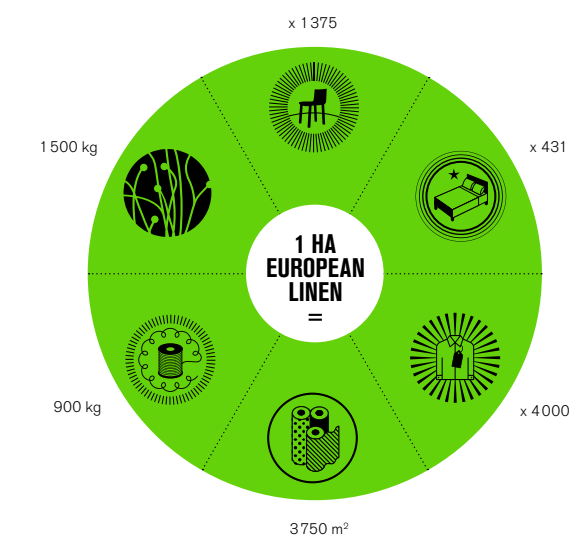 x 1375
1500 kg
x 431
1 HA
EUROPEAN
LINEN
=
900 kg
x 4000
3750 m²